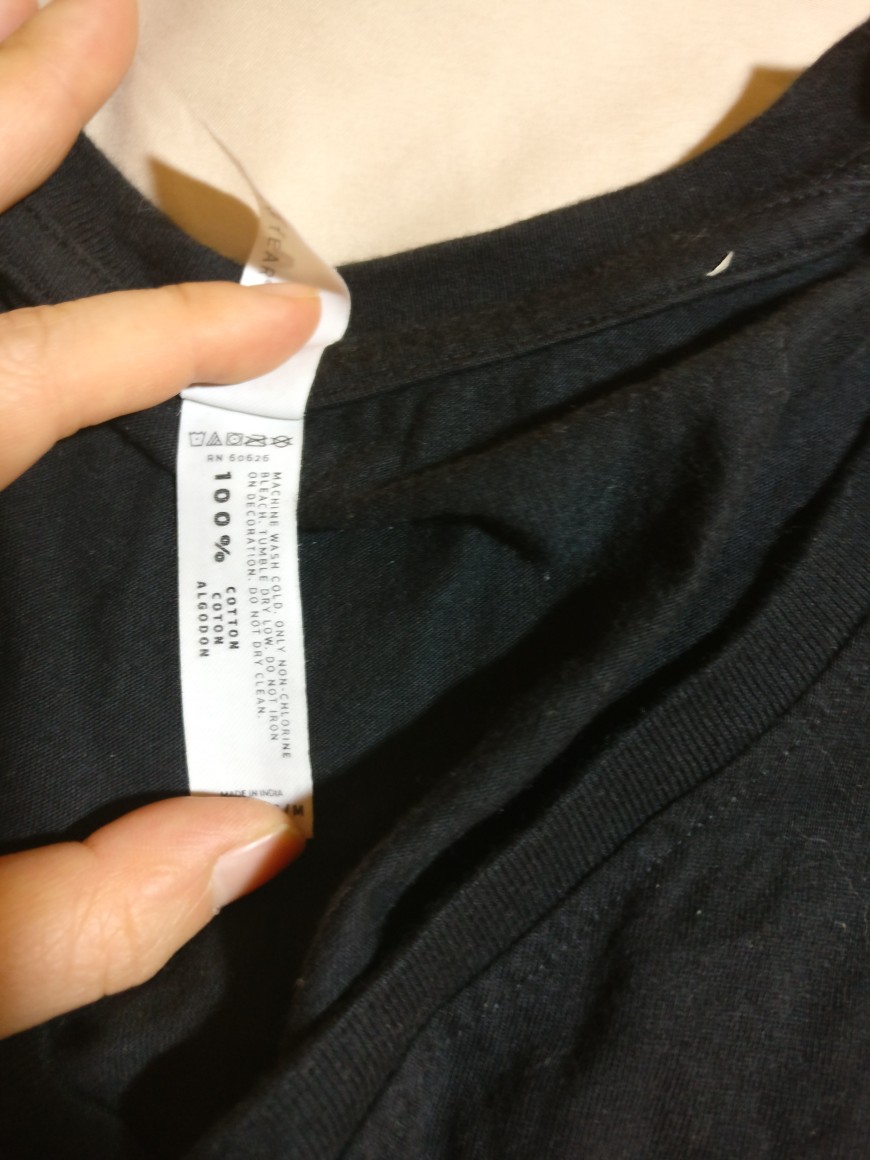 RN 60626
MACHINE WASH COLD, ONLY NON-CHLORINE
BLEACH, TUMBLE DRY LOW, DO NOT IRON
ON DECORATION, DO NOT DRY CLEAN.
100%
COTTON
COTON
ALGODON
MADE IN INDIA
/M